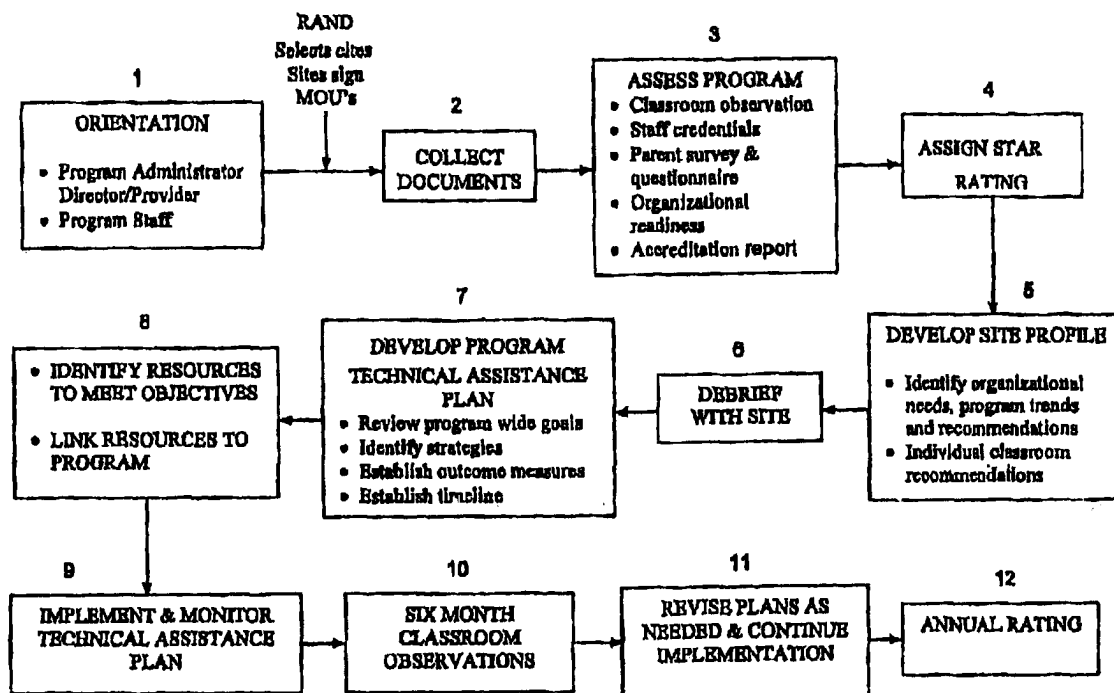 RAND
Selects cites
Sites sign
MOU's
1
ORIENTATION
• Program Administrator
Director/Provider
• Program Staff
2
COLLECT
DOCUMENTS
3
ASSESS PROGRAM
• Classroom observation
• Staff credentials
• Parent survey &
questionnaire
• Organizational
readiness
• Accreditation report
4
ASSIGN STAR
RATING
5
DEVELOP SITE PROFILE
• Identify organizational
needs, program trends
and recommendations
• Individual classroom
recommendations
6
DEBRIEF
WITH SITE
7
DEVELOP PROGRAM
TECHNICAL ASSISTANCE
PLAN
• Review program wide goals
• Identify strategies
• Establish outcome measures
• Establish timeline
8
• IDENTIFY RESOURCES
TO MEET OBJECTIVES
• LINK RESOURCES TO
PROGRAM
9
IMPLEMENT & MONITOR
TECHNICAL ASSISTANCE
PLAN
10
SIX MONTH
CLASSROOM
OBSERVATIONS
11
REVISE PLANS AS
NEEDED & CONTINUE
IMPLEMENTATION
12
ANNUAL RATING